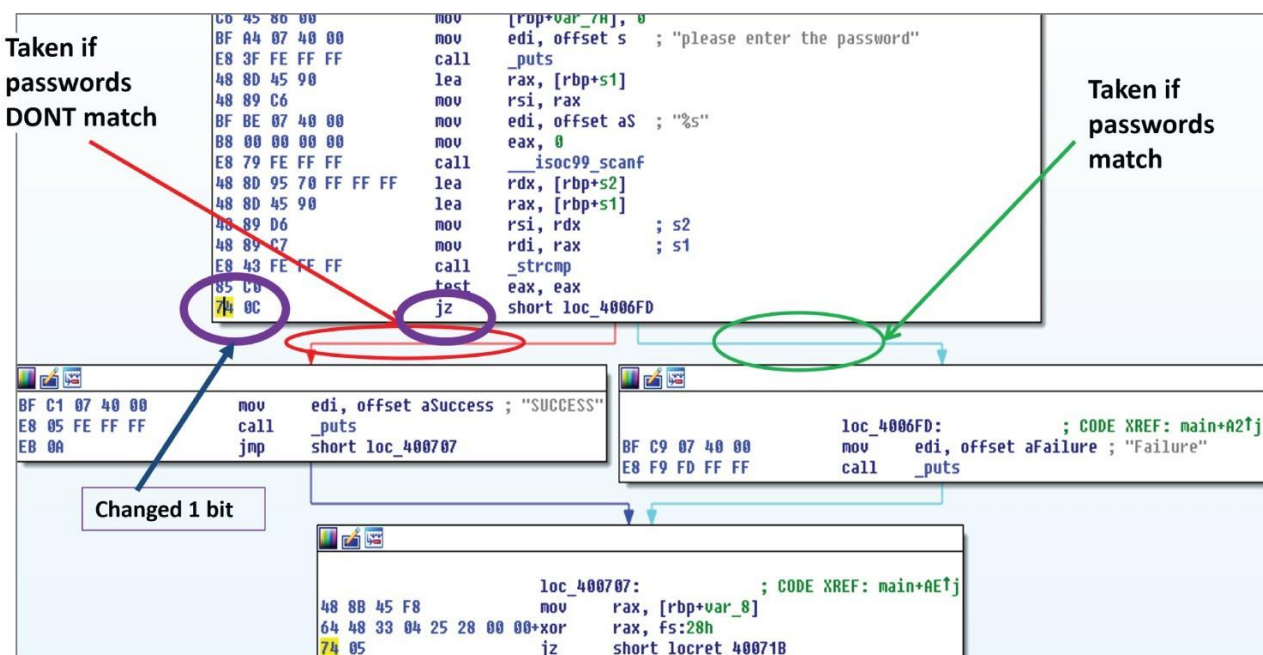 Taken if
passwords
DONT match
C6 45 86 00 mov [rbp+var_7A], 0
BF A4 07 40 00 mov edi, offset s ; "please enter the password"
E8 3F FE FF FF call _puts
48 8D 45 90 lea rax, [rbp+s1]
48 89 C6 mov rsi, rax
BF BE 07 40 00 mov edi, offset aS ; "%s"
B8 00 00 00 00 mov eax, 0
E8 79 FE FF FF call ___isoc99_scanf
48 8D 95 70 FF FF FF lea rdx, [rbp+s2]
48 8D 45 90 lea rax, [rbp+s1]
48 89 D6 mov rsi, rdx ; s2
48 89 C7 mov rdi, rax ; s1
E8 43 FE FF FF call _strcmp
85 C0 test eax, eax
74 0C jz short loc_4006FD
Taken if
passwords
match
BF C1 07 40 00 mov edi, offset aSuccess ; "SUCCESS"
E8 05 FE FF FF call _puts
EB 0A jmp short loc_400707
loc_4006FD: ; CODE XREF: main+A2↑j
BF C9 07 40 00 mov edi, offset aFailure ; "Failure"
E8 F9 FD FF FF call _puts
Changed 1 bit
loc_400707: ; CODE XREF: main+AE↑j
48 8B 45 F8 mov rax, [rbp+var_8]
64 48 33 04 25 28 00 00+xor rax, fs:28h
74 05 jz short locret_40071B